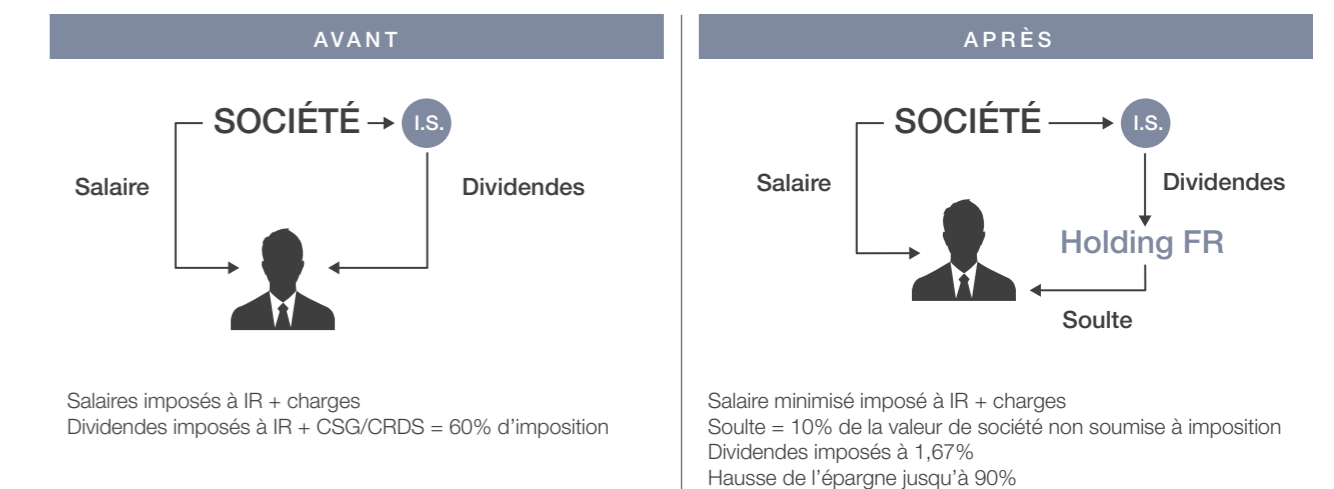 AVANT
SOCIÉTÉ
I.S.
Salaire
Dividendes
Salaires imposés à IR + charges
Dividendes imposés à IR + CSG/CRDS = 60% d’imposition
APRÈS
SOCIÉTÉ
I.S.
Salaire
Dividendes
Holding FR
Soulte
Salaire minimisé imposé à IR + charges
Soulte = 10% de la valeur de société non soumise à imposition
Dividendes imposés à 1,67%
Hausse de l’épargne jusqu’à 90%